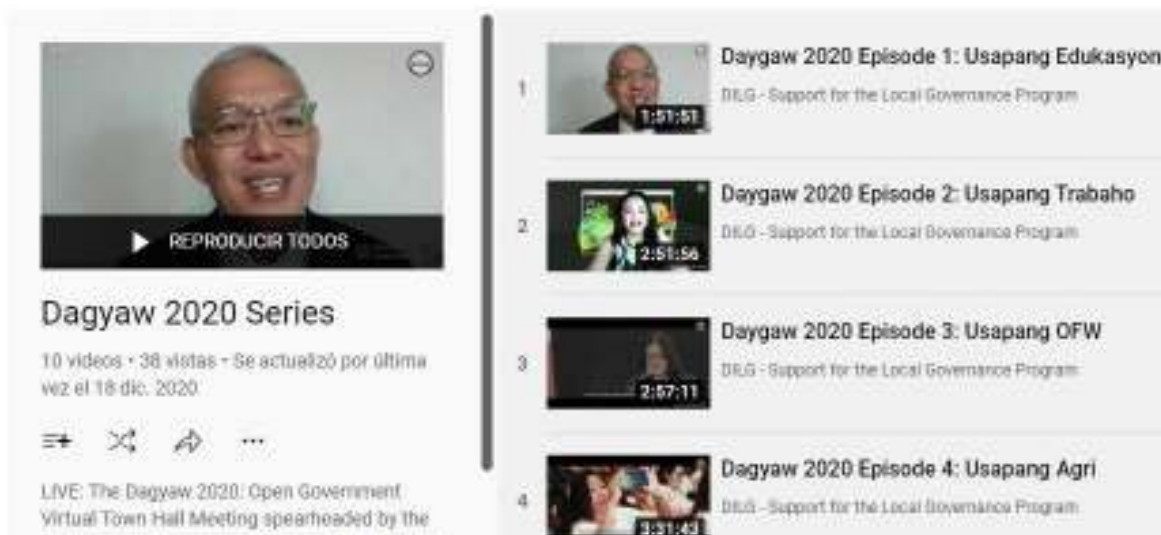 REPRODUCIR TODOS
Dagyaw 2020 Series
10 videos • 38 vistas • Se actualizó por última
vez el 18 dic. 2020
LIVE: The Dagyaw 2020: Open Government
Virtual Town Hall Meeting spearheaded by the
1
1:51:51
Daygaw 2020 Episode 1: Usapang Edukasyon
DILG - Support for the Local Governance Program
2
2:51:56
Daygaw 2020 Episode 2: Usapang Trabaho
DILG - Support for the Local Governance Program
3
2:57:11
Daygaw 2020 Episode 3: Usapang OFW
DILG - Support for the Local Governance Program
4
3:31:43
Dagyaw 2020 Episode 4: Usapang Agri
DILG - Support for the Local Governance Program